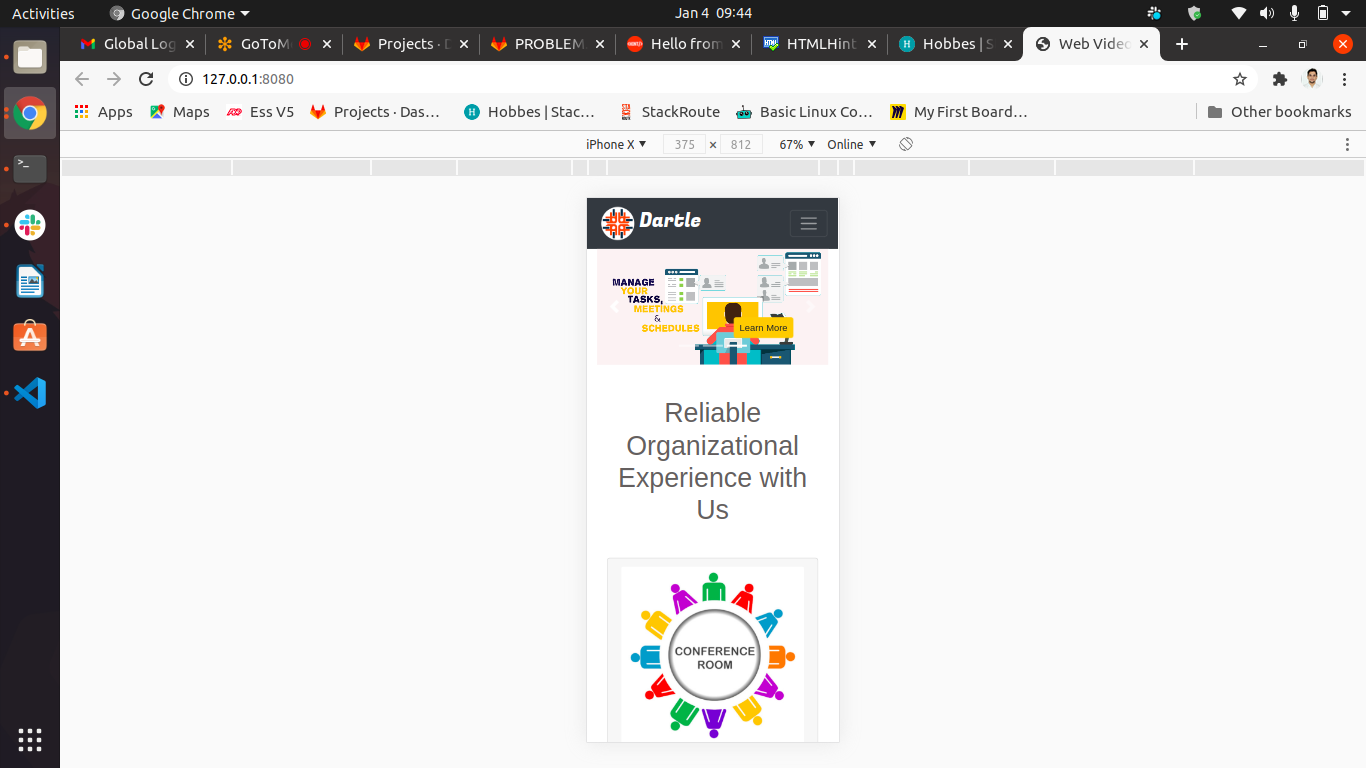 Activities
Google Chrome
Jan 4 09:44
Global Log
GoToM
Projects · D
PROBLEM
Hello from
HTMLHint
Hobbes | S
Web Video
127.0.0.1:8080
Apps
Maps
Ess V5
Projects · Das…
Hobbes | Stac…
StackRoute
Basic Linux Co…
My First Board…
Other bookmarks
iPhone X
375 × 812
67%
Online
Dartle
MANAGE
YOUR
TASKS,
MEETINGS
&
SCHEDULES
Learn More
Reliable
Organizational
Experience with
Us
CONFERENCE
ROOM